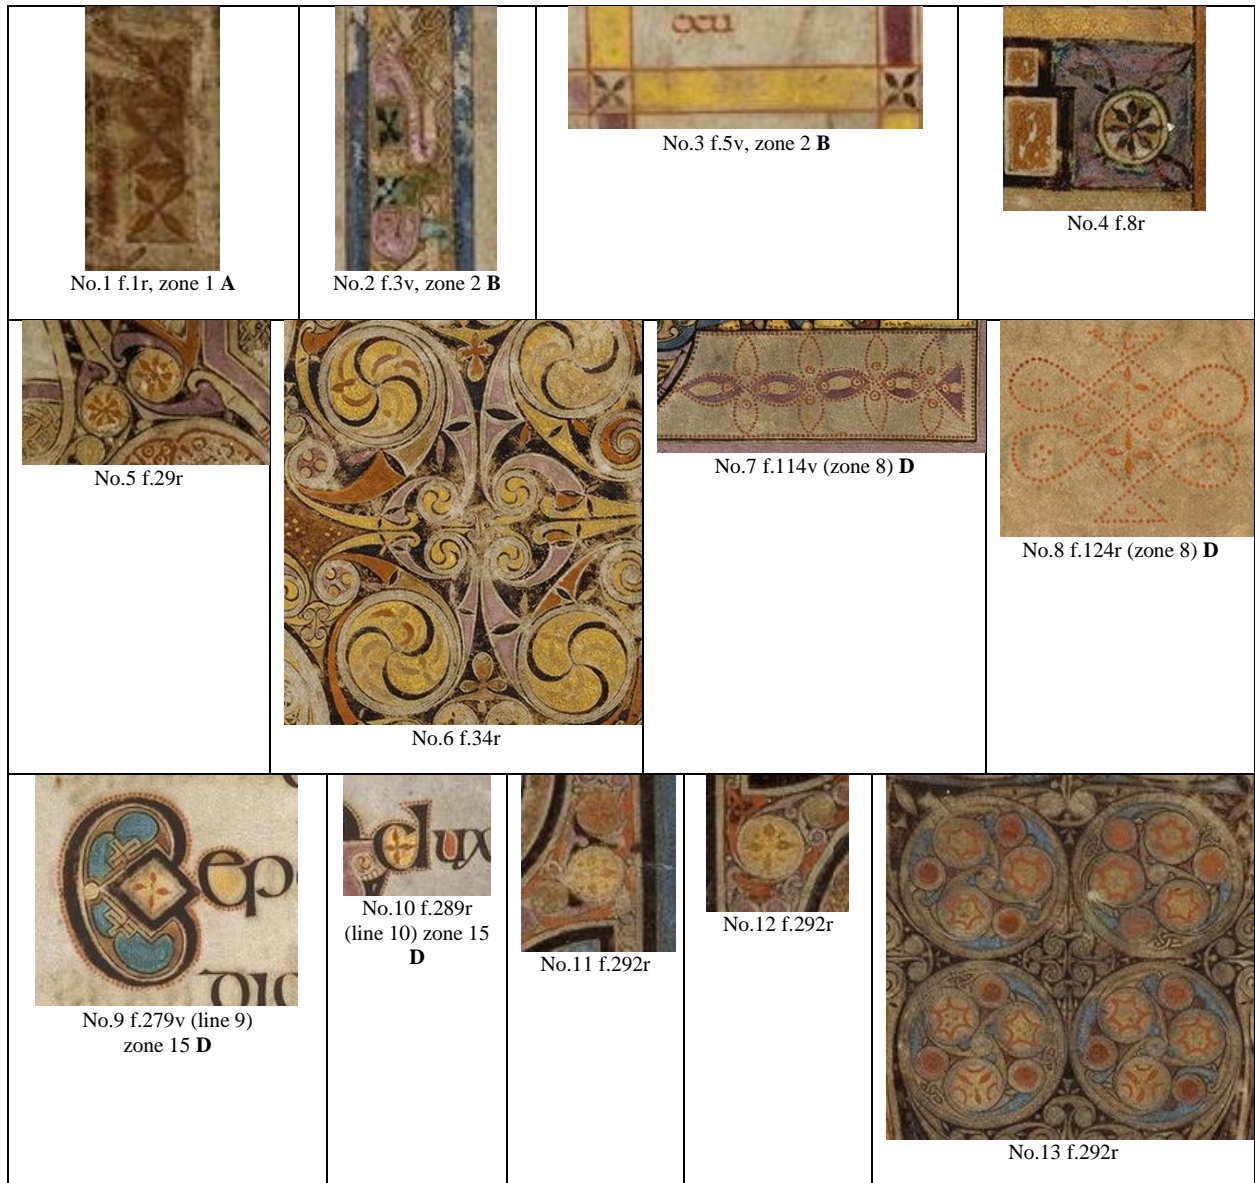 cxu
No.1 f.1r, zone 1 A
No.2 f.3v, zone 2 B
No.3 f.5v, zone 2 B
No.4 f.8r
No.5 f.29r
No.6 f.34r
No.7 f.114v (zone 8) D
No.8 f.124r (zone 8) D
ep
dux
No.9 f.279v (line 9)
zone 15 D
No.10 f.289r
(line 10) zone 15
D
No.11 f.292r
No.12 f.292r
No.13 f.292r